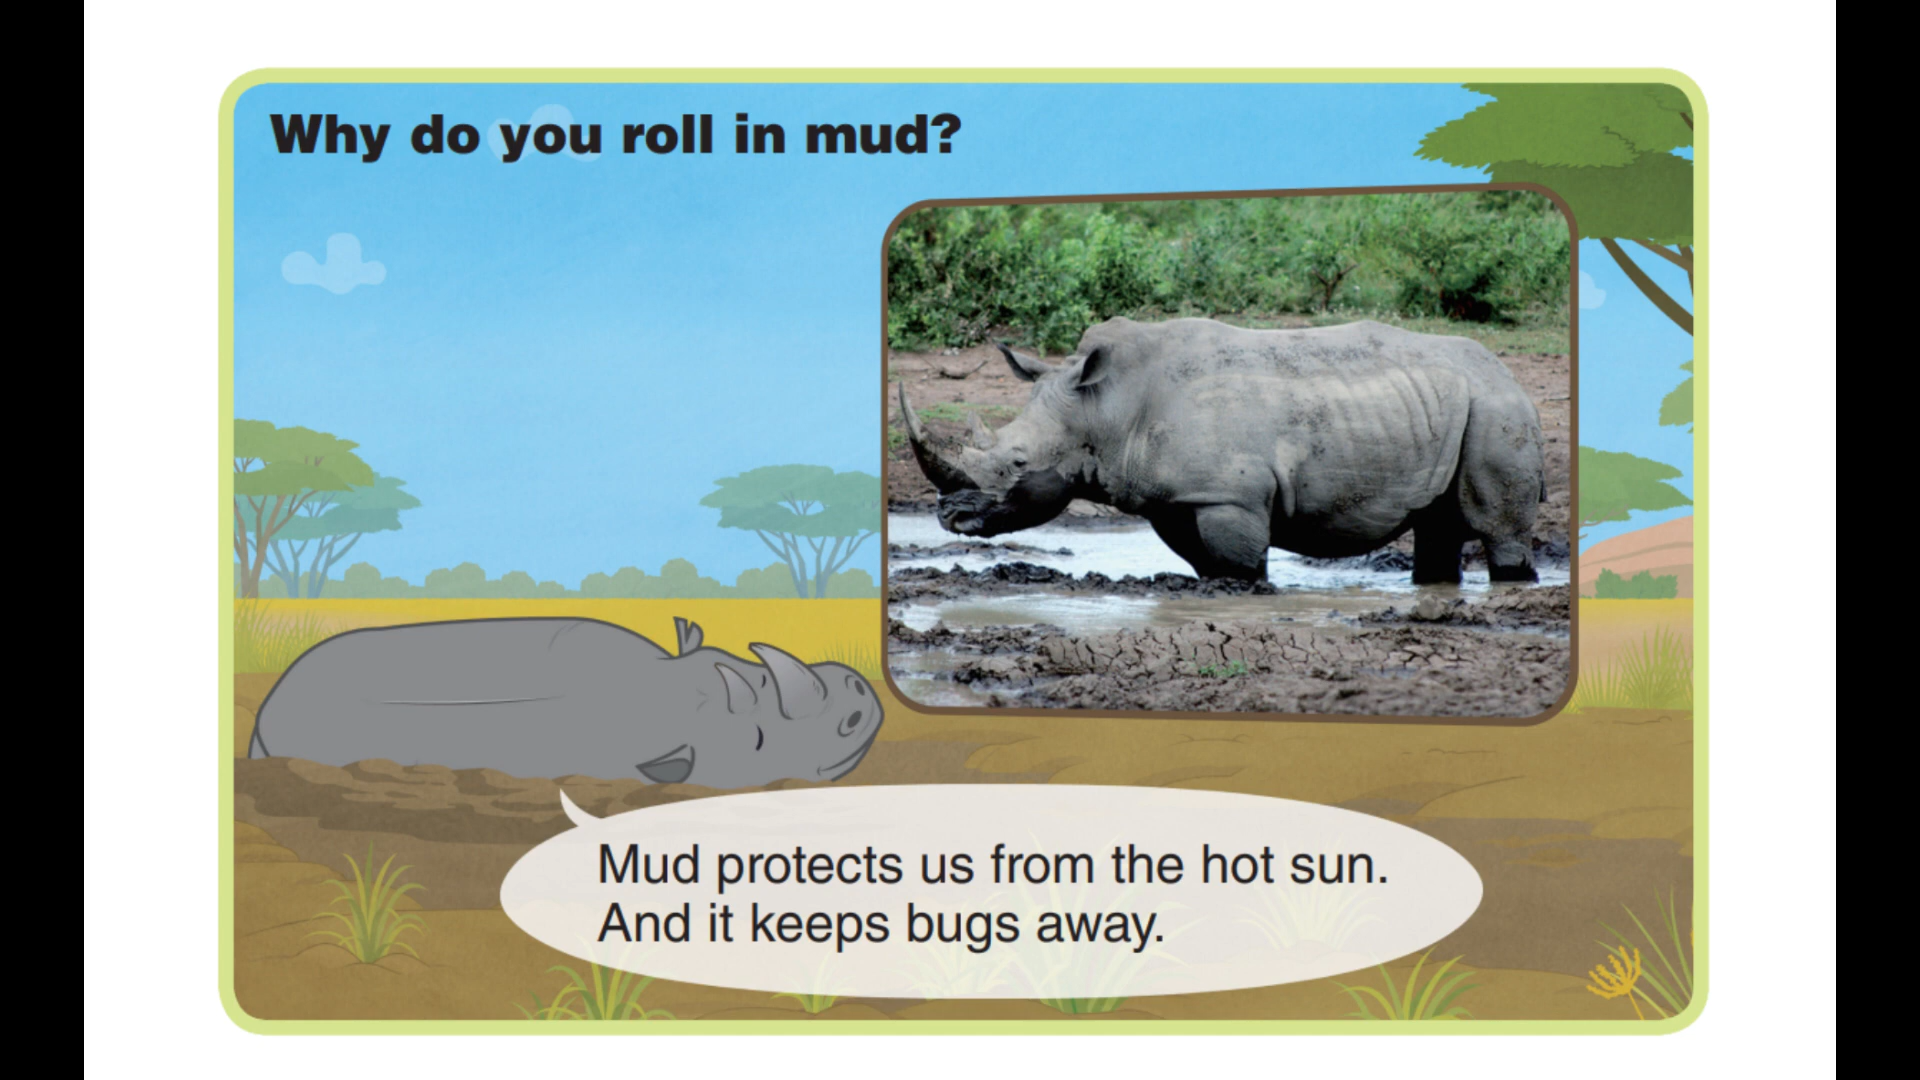 Why do you roll in mud?
Mud protects us from the hot sun.
And it keeps bugs away.